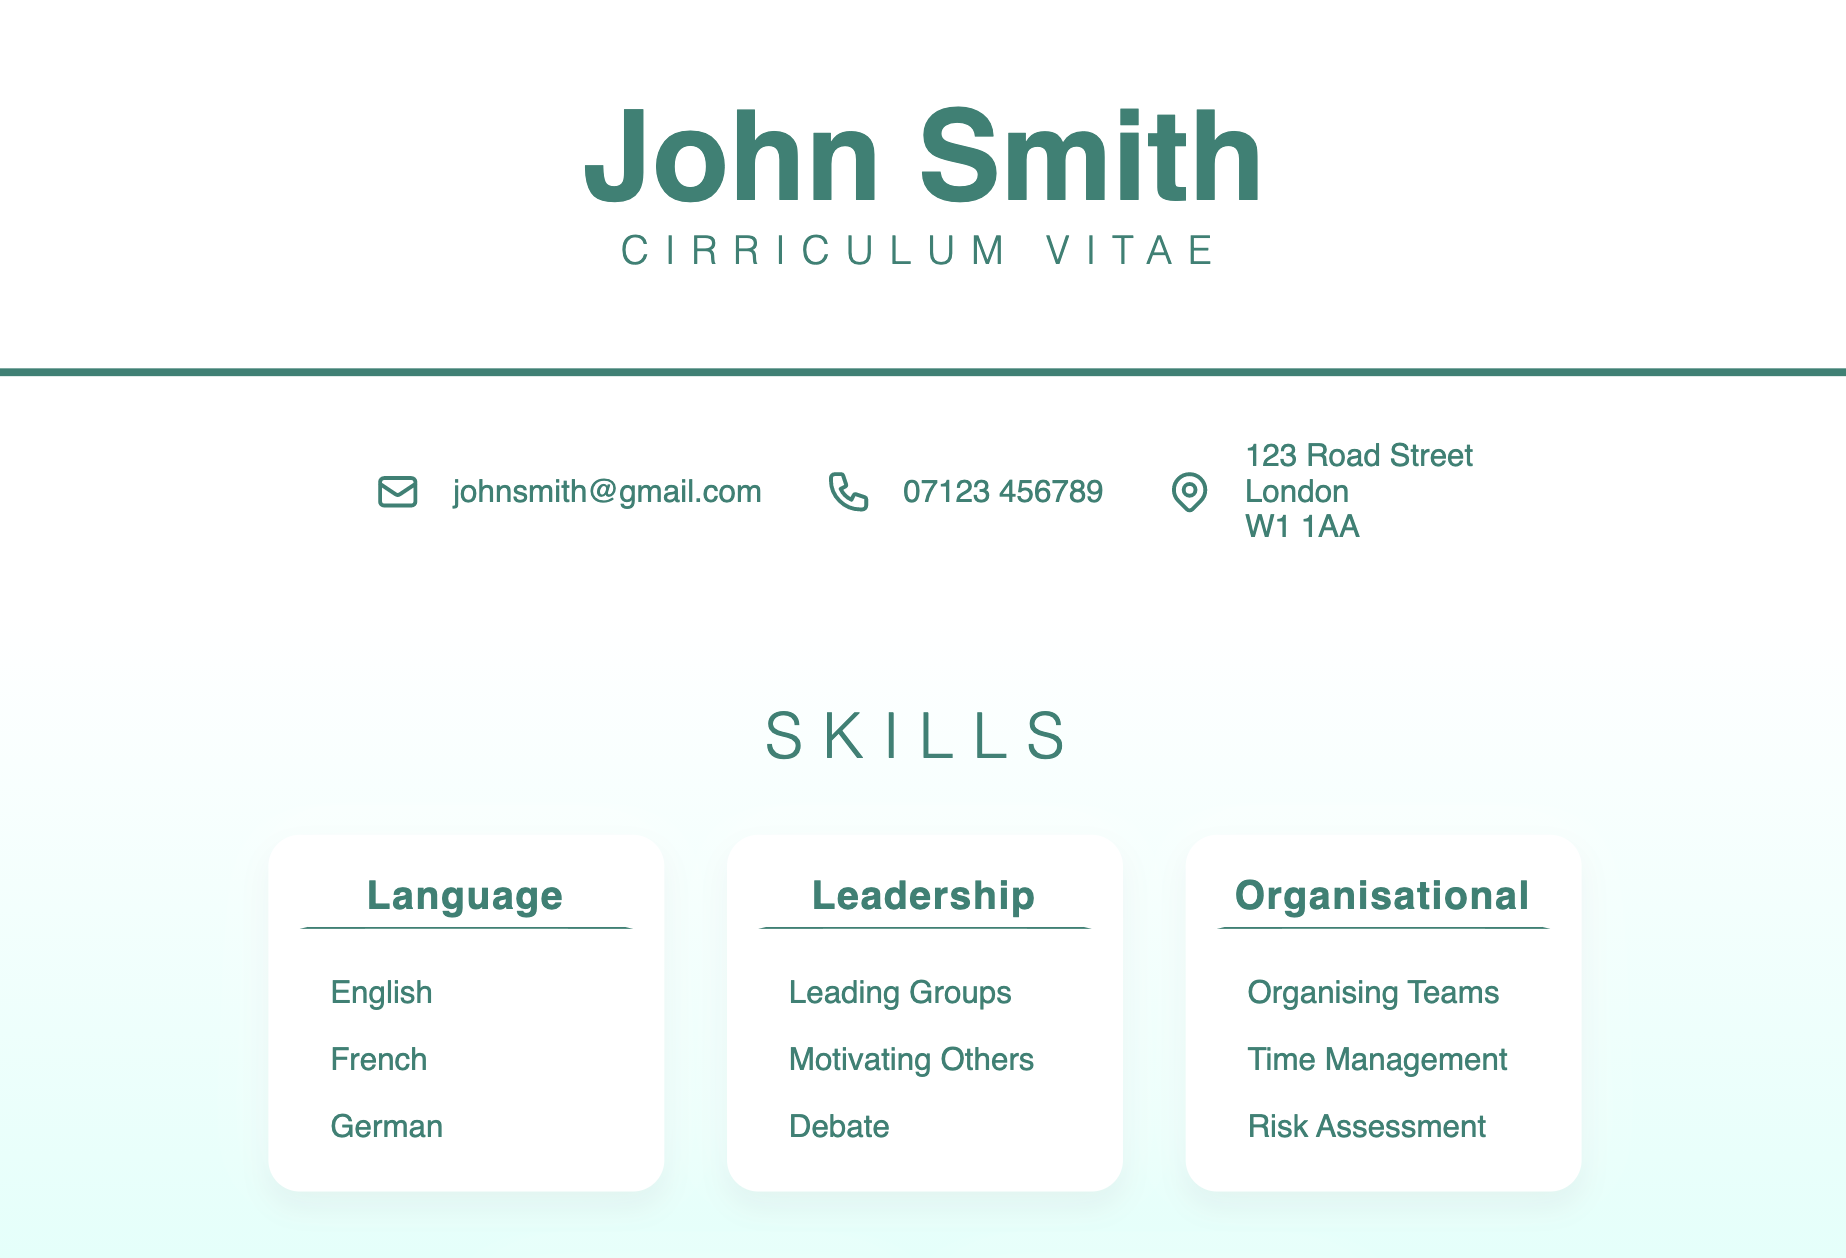 John Smith
CIRRICULUM VITAE
johnsmith@gmail.com
07123 456789
123 Road Street
London
W1 1AA
SKILLS
Language
English
French
German
Leadership
Leading Groups
Motivating Others
Debate
Organisational
Organising Teams
Time Management
Risk Assessment